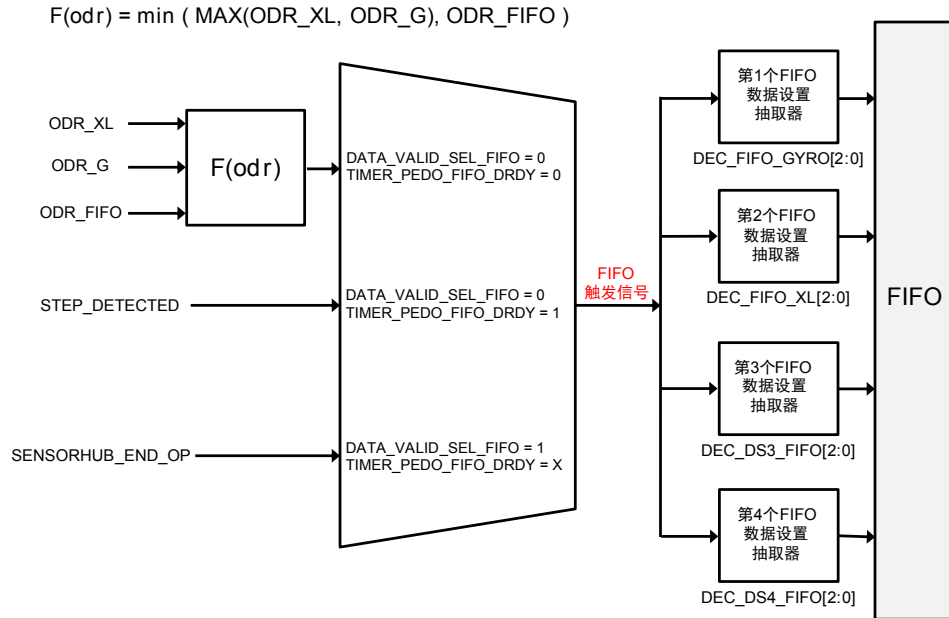 F(odr) = min ( MAX(ODR_XL, ODR_G), ODR_FIFO )
ODR_XL
ODR_G
ODR_FIFO
F(odr)
DATA_VALID_SEL_FIFO = 0
TIMER_PEDO_FIFO_DRDY = 0
STEP_DETECTED
DATA_VALID_SEL_FIFO = 0
TIMER_PEDO_FIFO_DRDY = 1
SENSORHUB_END_OP
DATA_VALID_SEL_FIFO = 1
TIMER_PEDO_FIFO_DRDY = X
FIFO
触发信号
第1个FIFO
数据设置
抽取器
DEC_FIFO_GYRO[2:0]
第2个FIFO
数据设置
抽取器
DEC_FIFO_XL[2:0]
第3个FIFO
数据设置
抽取器
DEC_DS3_FIFO[2:0]
第4个FIFO
数据设置
抽取器
DEC_DS4_FIFO[2:0]
FIFO